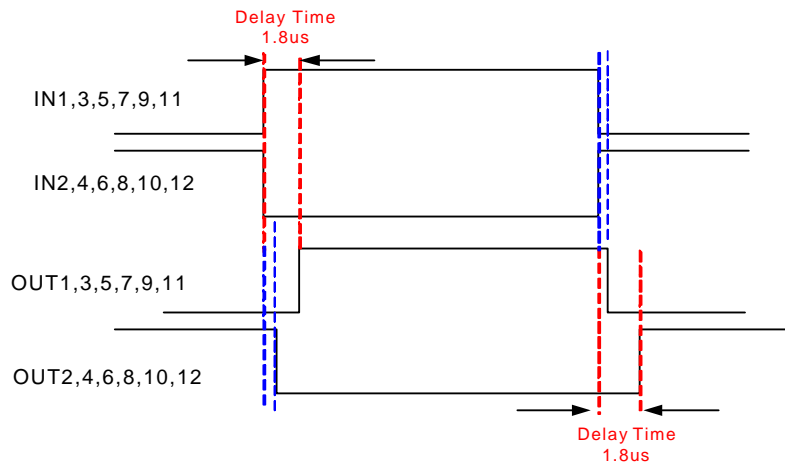 Delay Time
1.8us
IN1,3,5,7,9,11
IN2,4,6,8,10,12
OUT1,3,5,7,9,11
OUT2,4,6,8,10,12
Delay Time
1.8us